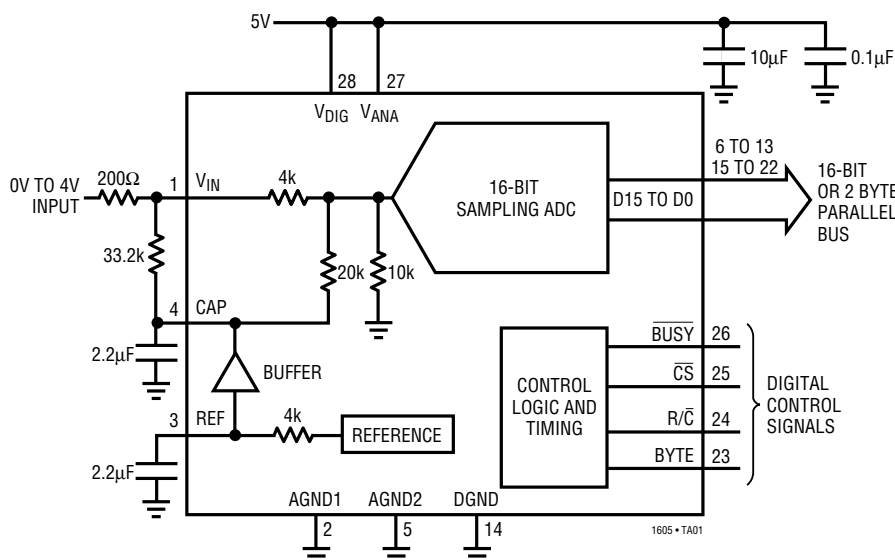 5V
10µF
0.1µF
28
27
VDIG
VANA
6 TO 13
15 TO 22
200Ω
1
VIN
4k
0V TO 4V
INPUT
16-BIT
SAMPLING ADC
D15 TO D0
16-BIT
OR 2 BYTE
PARALLEL
BUS
33.2k
20k
10k
4
CAP
2.2µF
BUFFER
3
REF
4k
REFERENCE
2.2µF
CONTROL
LOGIC AND
TIMING
BUSY
26
CS
25
R/C
24
BYTE
23
DIGITAL
CONTROL
SIGNALS
AGND1
AGND2
DGND
2
5
14
1605 • TA01